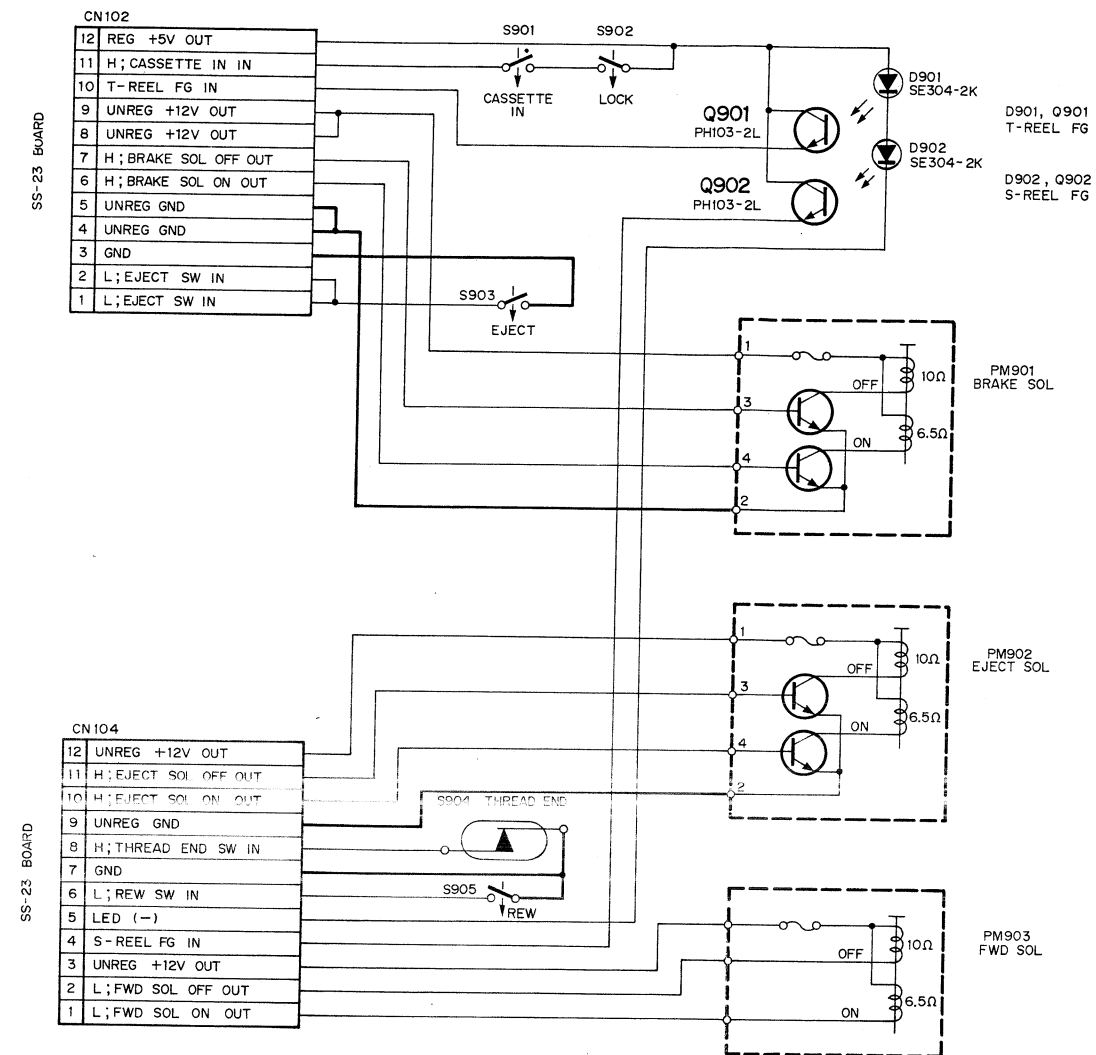 CN102
12 REG +5V OUT
11 H;CASSETTE IN IN
10 T-REEL FG IN
9 UNREG +12V OUT
8 UNREG +12V OUT
7 H;BRAKE SOL OFF OUT
6 H;BRAKE SOL ON OUT
5 UNREG GND
4 UNREG GND
3 GND
2 L;EJECT SW IN
1 L;EJECT SW IN
SS-23 BOARD
S901
CASSETTE
IN
S902
LOCK
S903
EJECT
Q901
PH103-2L
Q902
PH103-2L
D901
SE304-2K
D902
SE304-2K
D901, Q901
T-REEL FG
D902, Q902
S-REEL FG
1
3
4
2
OFF
10Ω
ON
6.5Ω
PM901
BRAKE SOL
1
3
4
2
OFF
10Ω
ON
6.5Ω
PM902
EJECT SOL
CN104
12 UNREG +12V OUT
11 H;EJECT SOL OFF OUT
10 H;EJECT SOL ON OUT
9 UNREG GND
8 H;THREAD END SW IN
7 GND
6 L;REW SW IN
5 LED (-)
4 S-REEL FG IN
3 UNREG +12V OUT
2 L;FWD SOL OFF OUT
1 L;FWD SOL ON OUT
SS-23 BOARD
S904 THREAD END
S905
REW
OFF
10Ω
ON
6.5Ω
PM903
FWD SOL